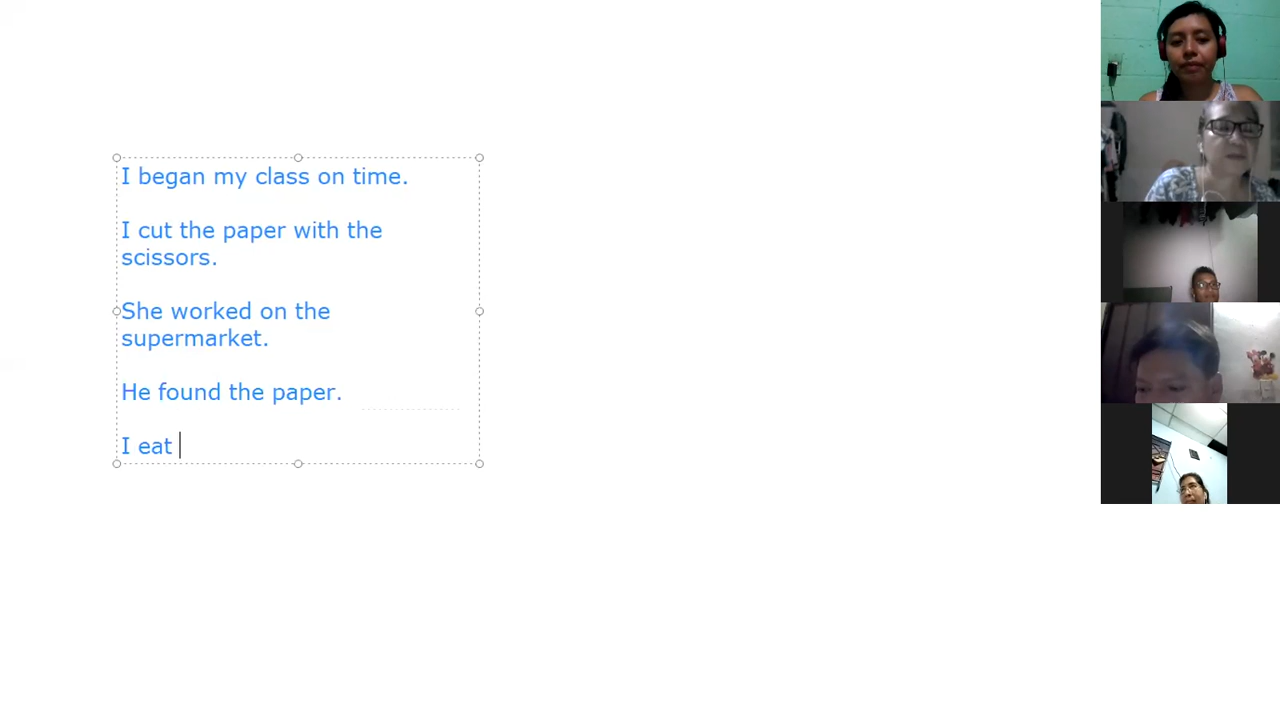 I began my class on time.
I cut the paper with the
scissors.
She worked on the
supermarket.
He found the paper.
I eat